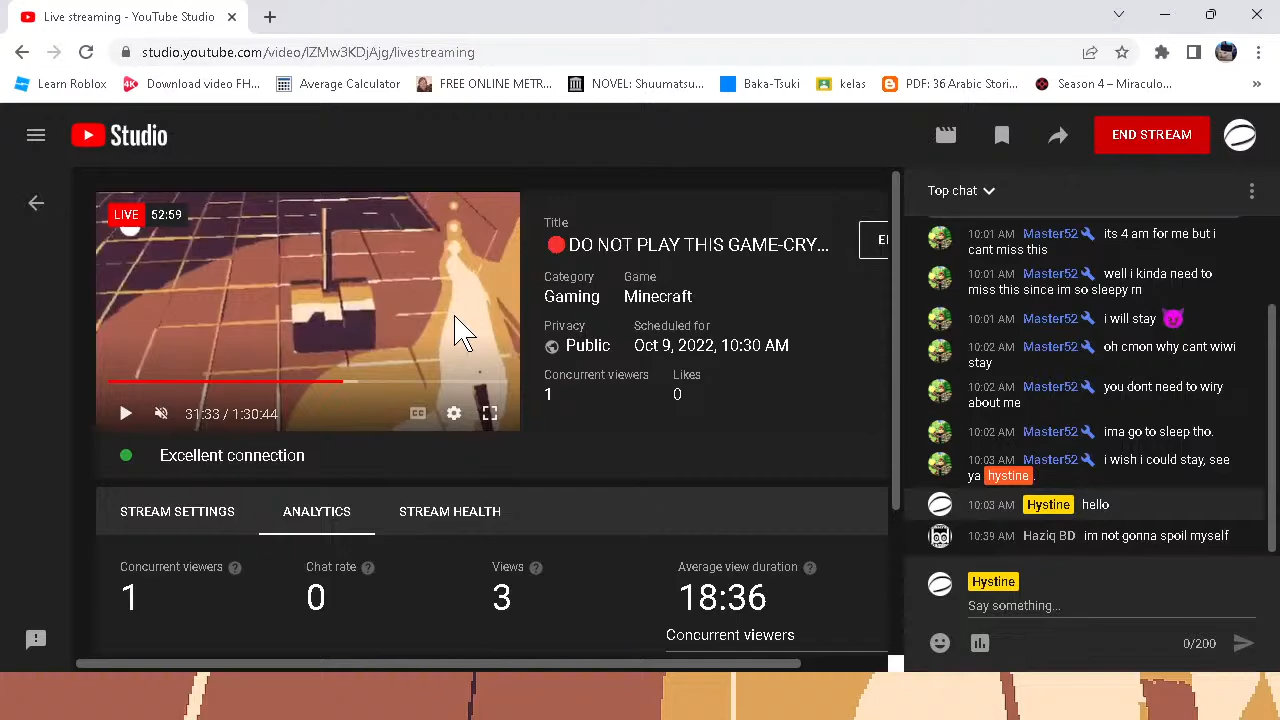 Live streaming - YouTube Studio
studio.youtube.com/video/lZMw3KDjAjg/livestreaming
Learn Roblox
Download video FH...
Average Calculator
FREE ONLINE METR...
NOVEL: Shuumatsu...
Baka-Tsuki
kelas
PDF: 36 Arabic Stori...
Season 4 – Miraculo...
Studio
END STREAM
LIVE 52:59
31:33 / 1:30:44
Title
DO NOT PLAY THIS GAME-CRY...
Category
Game
Gaming
Minecraft
Privacy
Scheduled for
Public
Oct 9, 2022, 10:30 AM
Concurrent viewers
Likes
1
0
Excellent connection
STREAM SETTINGS
ANALYTICS
STREAM HEALTH
Concurrent viewers
Chat rate
Views
Average view duration
1
0
3
18:36
Concurrent viewers
Top chat
10:01 AM Master52 its 4 am for me but i
cant miss this
10:01 AM Master52 well i kinda need to
miss this since im so sleepy rn
10:01 AM Master52 i will stay 😈
10:02 AM Master52 oh cmon why cant wiwi
stay
10:02 AM Master52 you dont need to wiry
about me
10:02 AM Master52 ima go to sleep tho.
10:03 AM Master52 i wish i could stay, see
ya hystine.
10:03 AM Hystine hello
10:39 AM Haziq BD im not gonna spoil myself
Hystine
Say something...
0/200